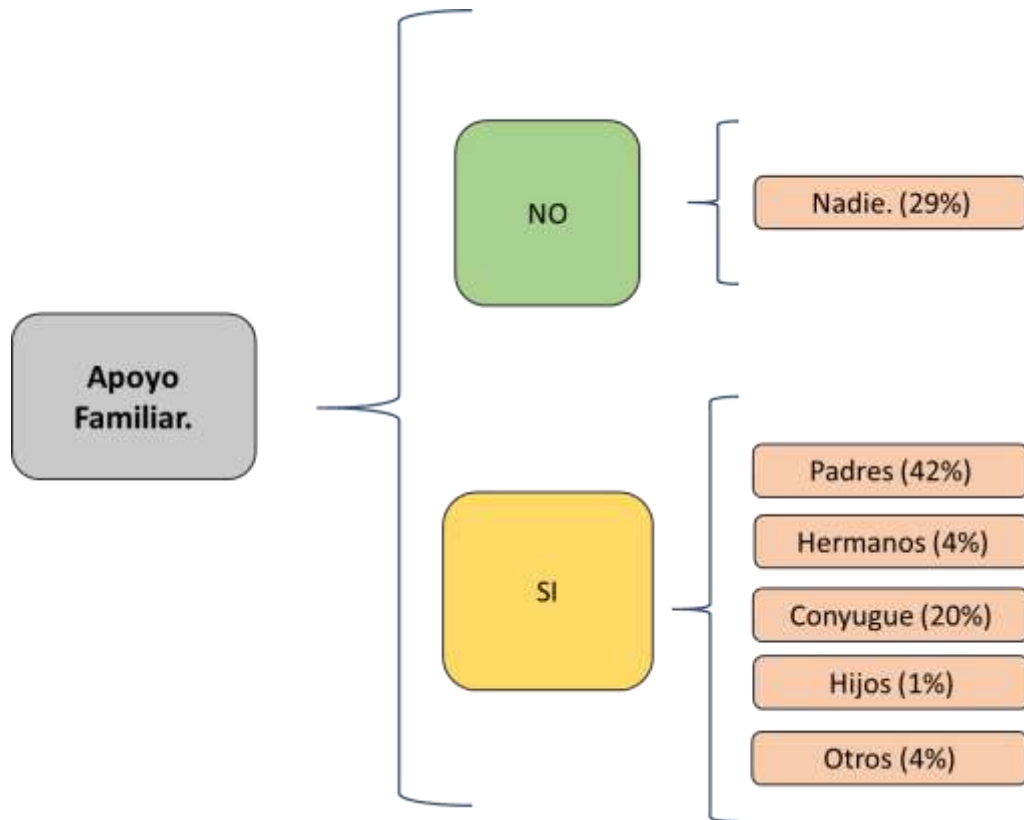 Apoyo
Familiar.
NO
Nadie. (29%)
SI
Padres (42%)
Hermanos (4%)
Conyugue (20%)
Hijos (1%)
Otros (4%)